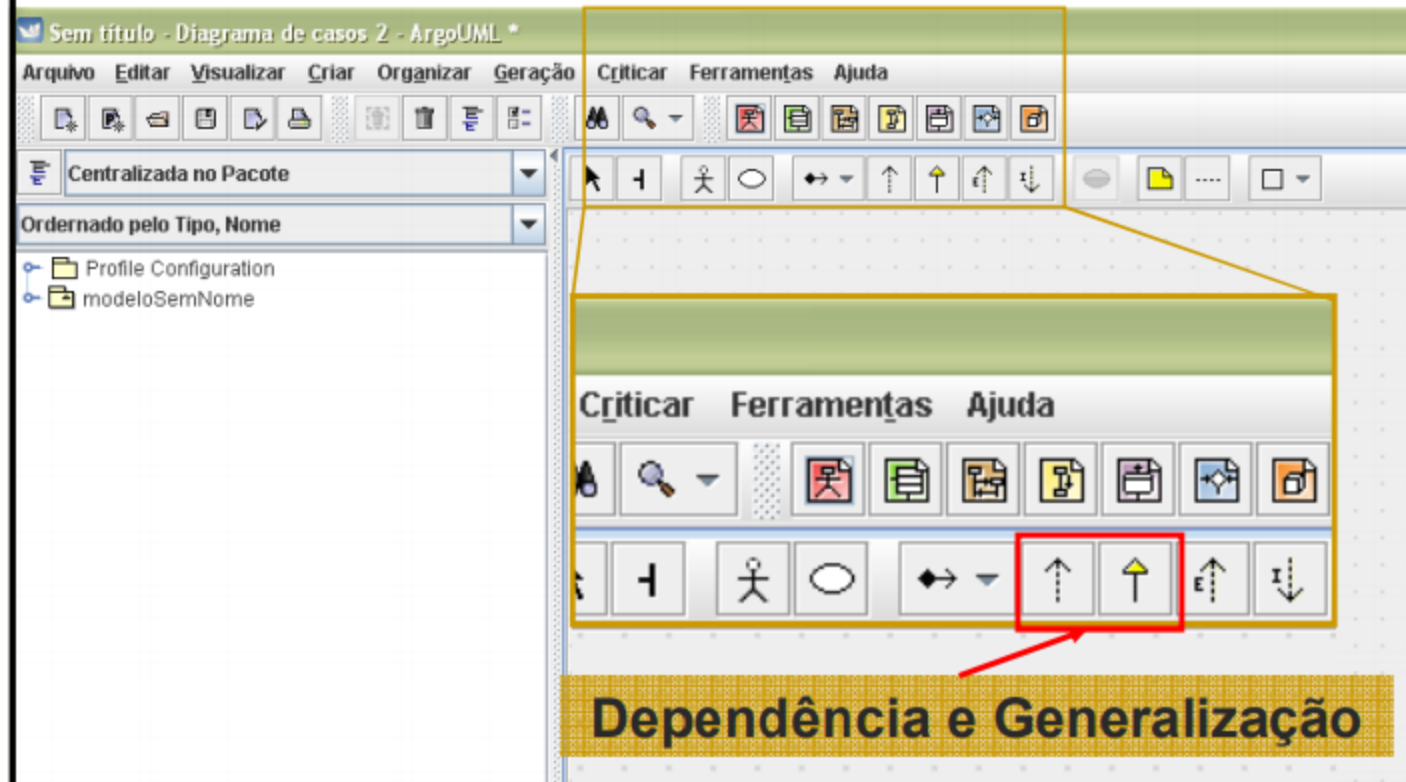 Sem título - Diagrama de casos 2 - ArgoUML *
Arquivo Editar Visualizar Criar Organizar Geração Criticar Ferramentas Ajuda
Centralizada no Pacote
Ordernado pelo Tipo, Nome
Profile Configuration
modeloSemNome
Criticar Ferramentas Ajuda
E I
Dependência e Generalização